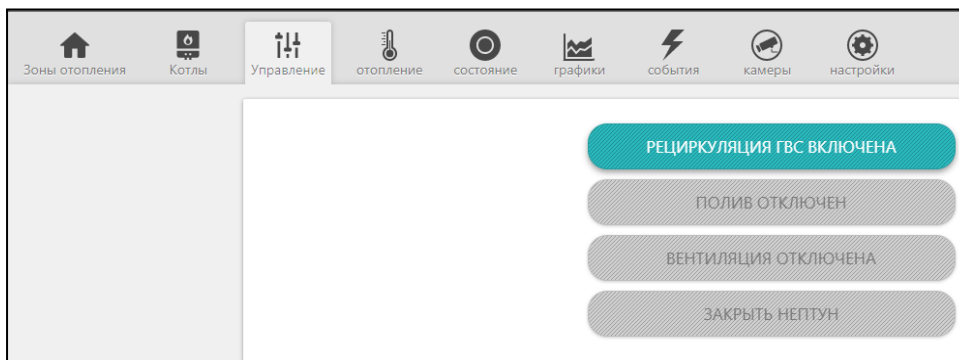 Зоны отопления
Котлы
Управление
отопление
состояние
графики
события
камеры
настройки
РЕЦИРКУЛЯЦИЯ ГВС ВКЛЮЧЕНА
ПОЛИВ ОТКЛЮЧЕН
ВЕНТИЛЯЦИЯ ОТКЛЮЧЕНА
ЗАКРЫТЬ НЕПТУН